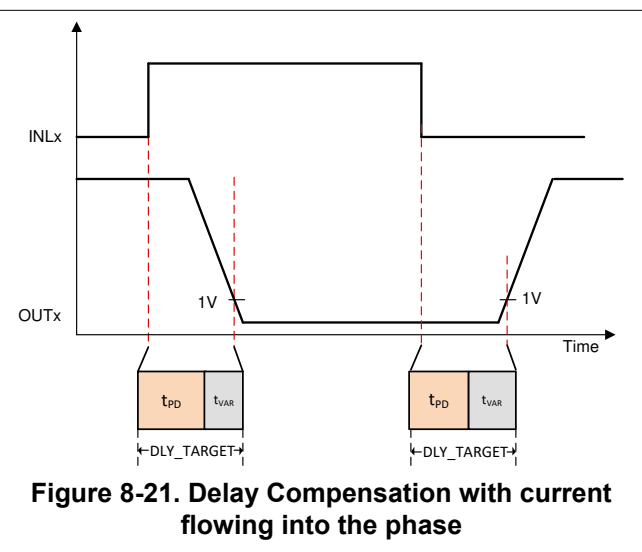 INLx
1V
1V
OUTx
Time
tPD
tVAR
tPD
tVAR
DLY_TARGET
DLY_TARGET
Figure 8-21. Delay Compensation with current
flowing into the phase